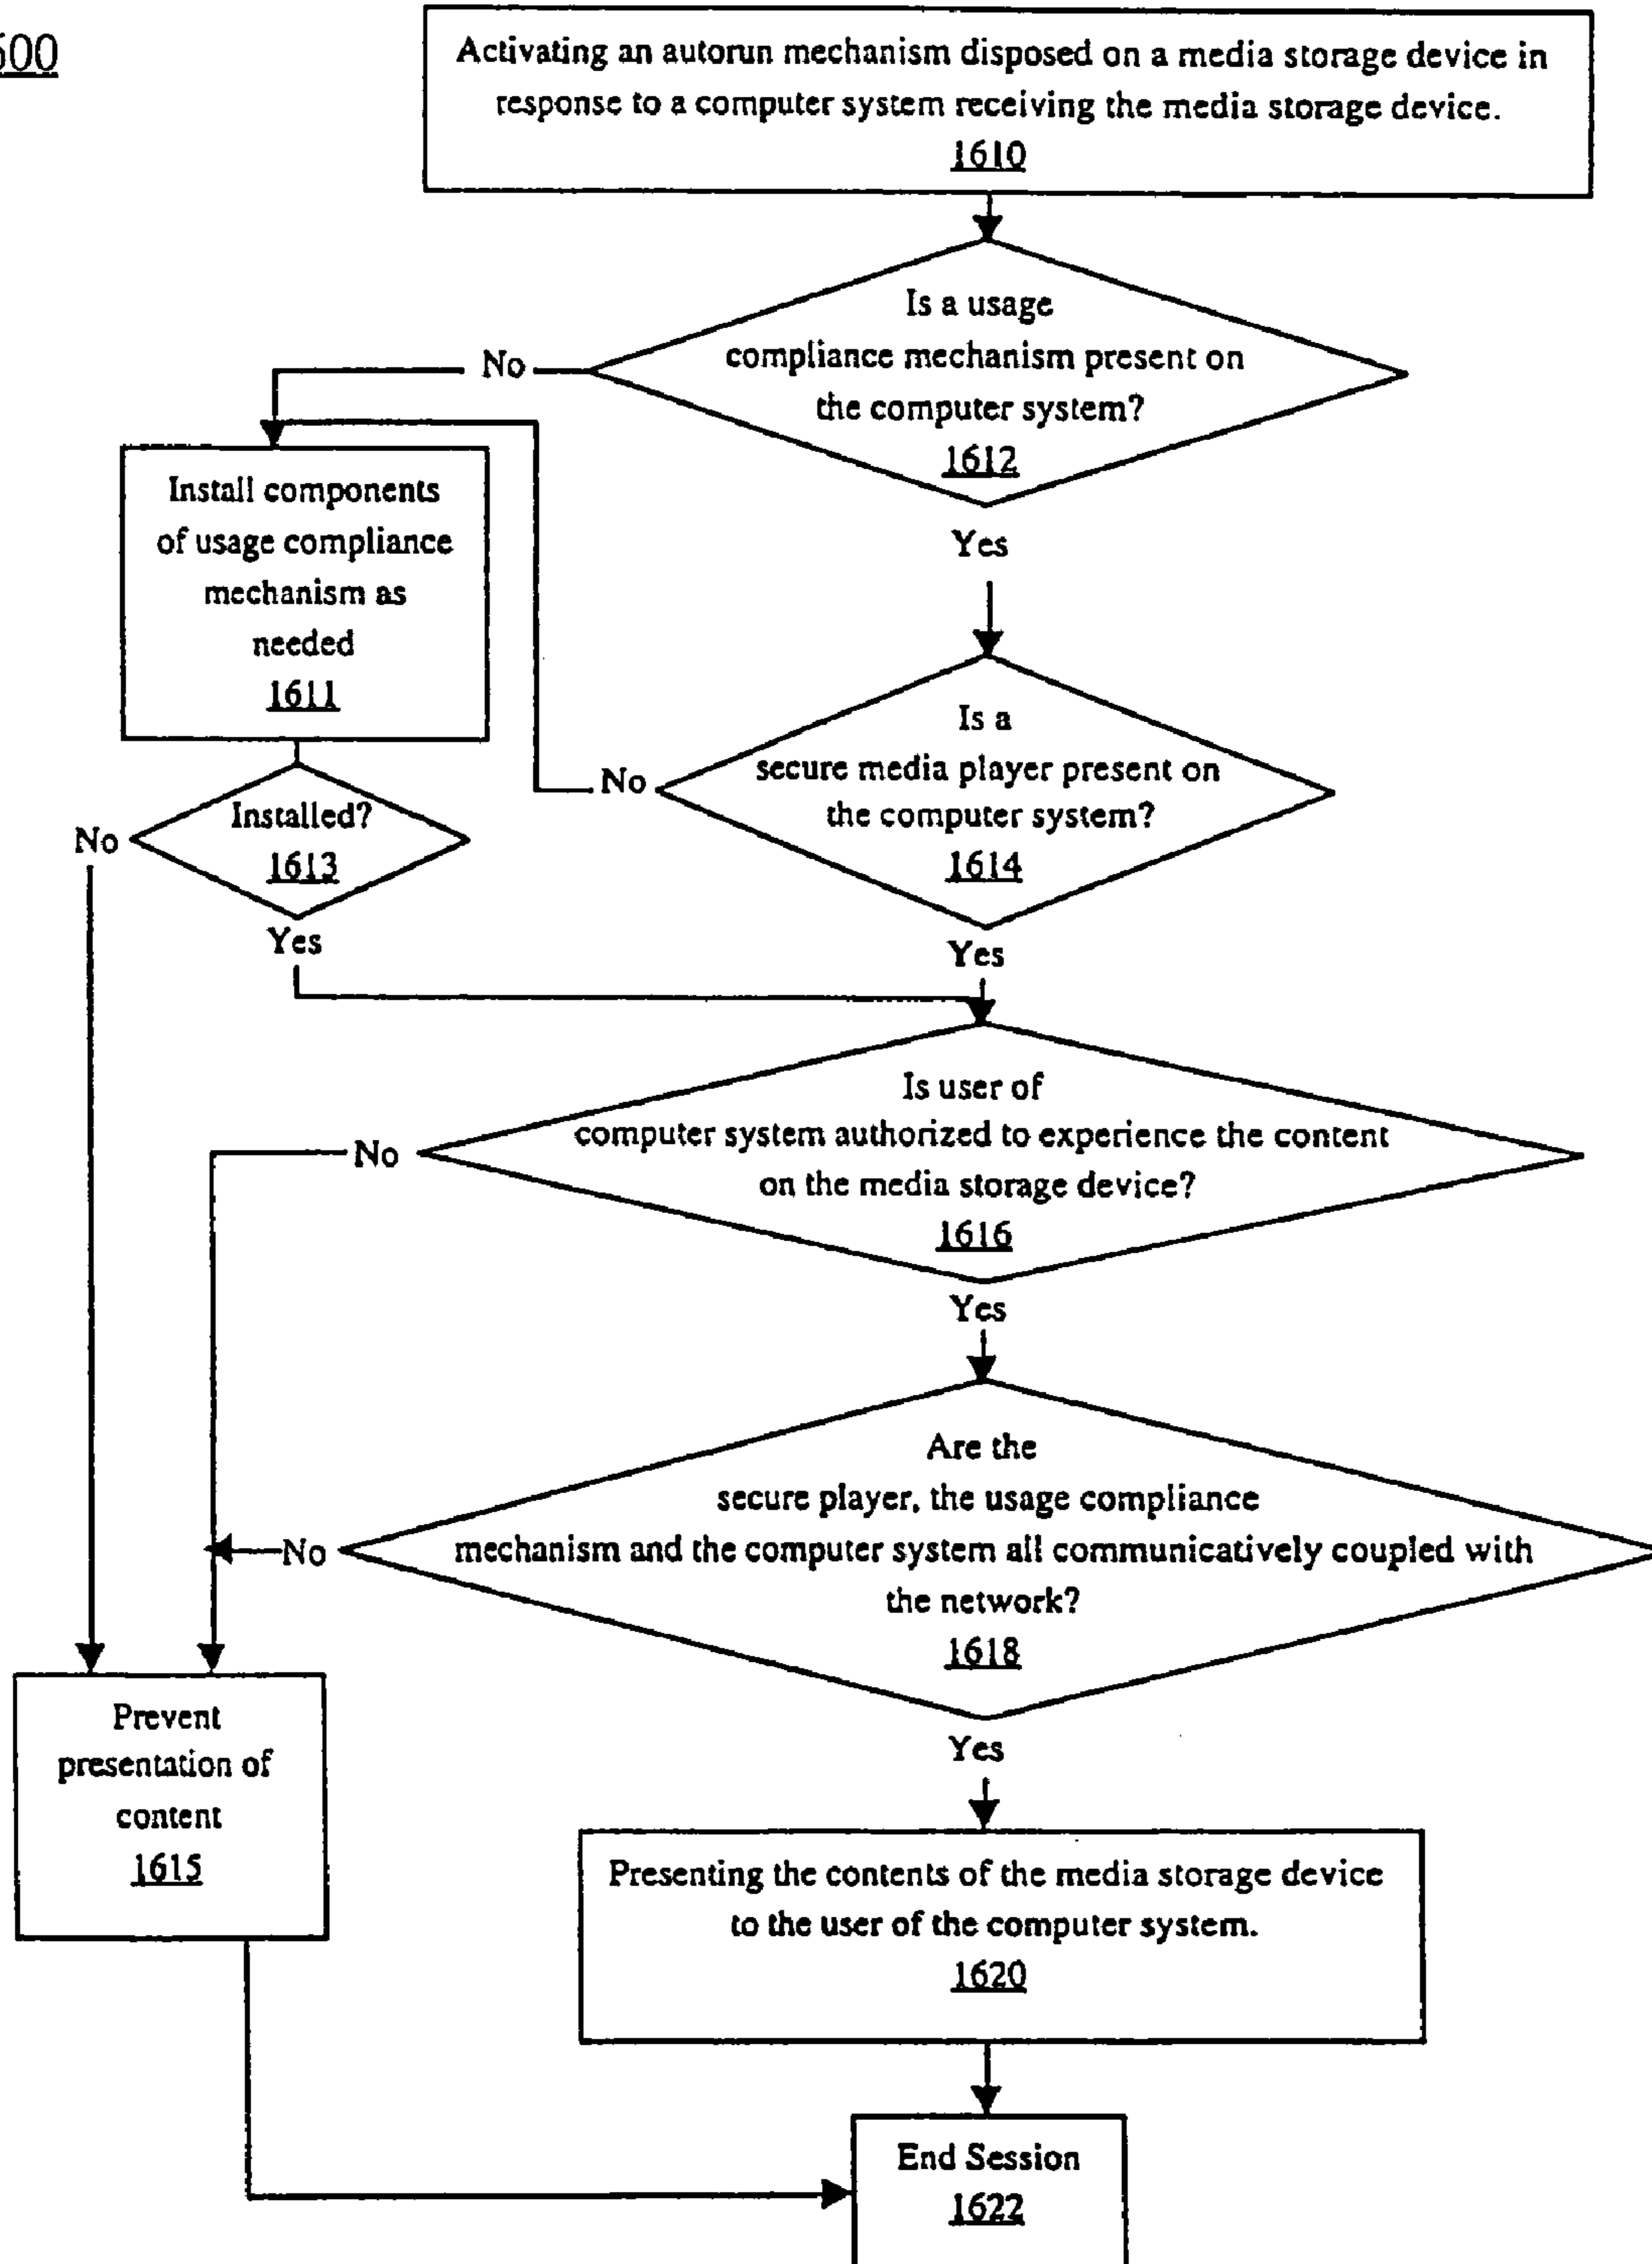 600
Activating an autorun mechanism disposed on a media storage device in
response to a computer system receiving the media storage device.
1610
Is a usage
compliance mechanism present on
the computer system?
1612
No
Yes
Install components
of usage compliance
mechanism as
needed
1611
Is a
secure media player present on
the computer system?
1614
No
Yes
Installed?
1613
No
Yes
Is user of
computer system authorized to experience the content
on the media storage device?
1616
No
Yes
Are the
secure player, the usage compliance
mechanism and the computer system all communicatively coupled with
the network?
1618
No
Yes
Prevent
presentation of
content
1615
Presenting the contents of the media storage device
to the user of the computer system.
1620
End Session
1622